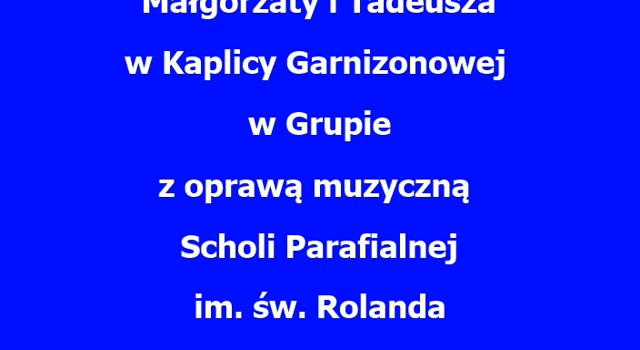 Małgorzaty i Tadeusza
w Kaplicy Garnizonowej
w Grupie
z oprawą muzyczną
Scholi Parafialnej
im. św. Rolanda